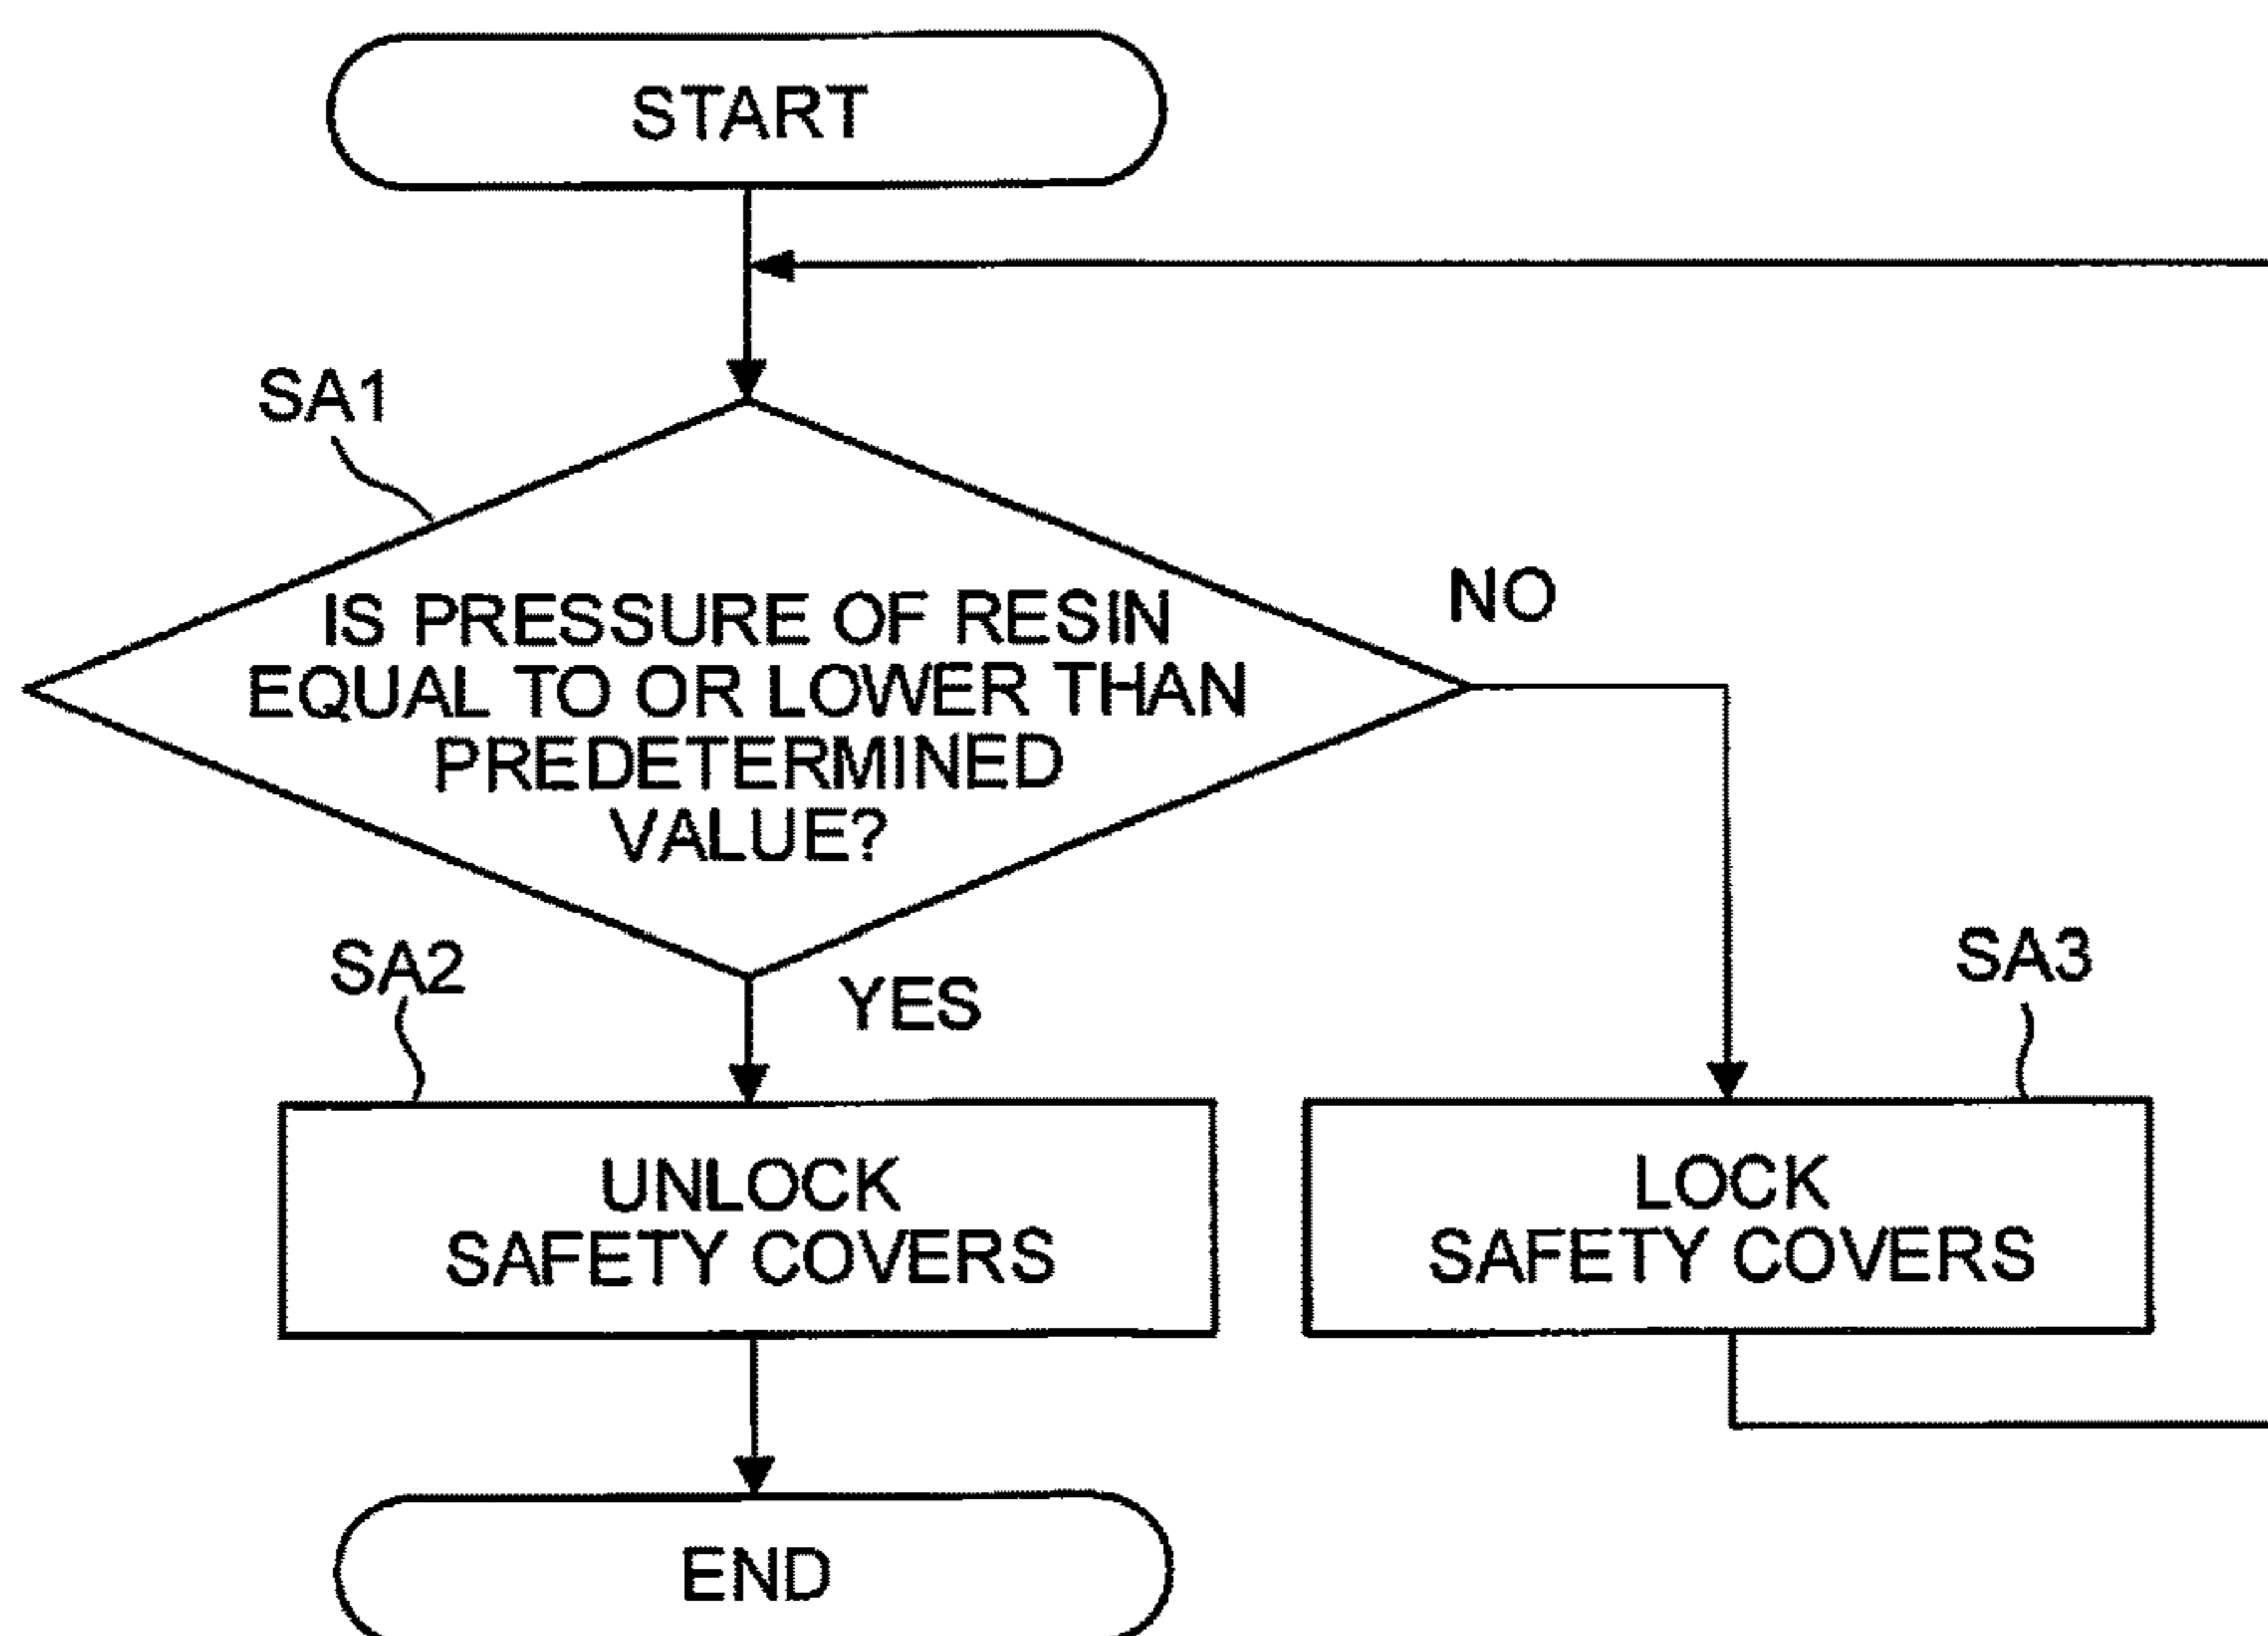 START
SA1
IS PRESSURE OF RESIN
EQUAL TO OR LOWER THAN
PREDETERMINED
VALUE?
NO
SA2
YES
SA3
UNLOCK
SAFETY COVERS
LOCK
SAFETY COVERS
END